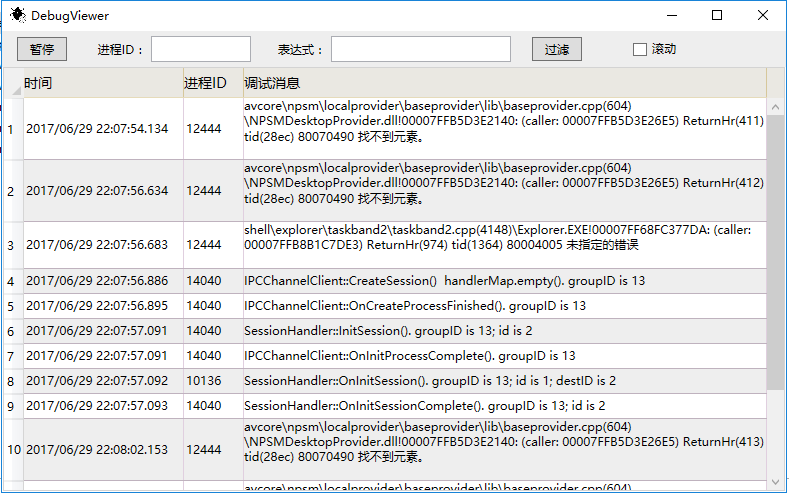 DebugViewer
暂停 进程ID： 表达式： 过滤 滚动
时间 进程ID 调试消息
1 2017/06/29 22:07:54.134 12444 avcore\npsm\localprovider\baseprovider\lib\baseprovider.cpp(604)
\NPSMDesktopProvider.dll!00007FFB5D3E2140: (caller: 00007FFB5D3E26E5) ReturnHr(411)
tid(28ec) 80070490 找不到元素。
2 2017/06/29 22:07:56.634 12444 avcore\npsm\localprovider\baseprovider\lib\baseprovider.cpp(604)
\NPSMDesktopProvider.dll!00007FFB5D3E2140: (caller: 00007FFB5D3E26E5) ReturnHr(412)
tid(28ec) 80070490 找不到元素。
3 2017/06/29 22:07:56.683 12444 shell\explorer\taskband2\taskband2.cpp(4148)\Explorer.EXE!00007FF68FC377DA: (caller:
00007FFB8B1C7DE3) ReturnHr(974) tid(1364) 80004005 未指定的错误
4 2017/06/29 22:07:56.886 14040 IPCChannelClient::CreateSession()  handlerMap.empty(). groupID is 13
5 2017/06/29 22:07:56.895 14040 IPCChannelClient::OnCreateProcessFinished(). groupID is 13
6 2017/06/29 22:07:57.091 14040 SessionHandler::InitSession(). groupID is 13; id is 2
7 2017/06/29 22:07:57.091 14040 IPCChannelClient::OnInitProcessComplete(). groupID is 13
8 2017/06/29 22:07:57.092 10136 SessionHandler::OnInitSession(). groupID is 13; id is 1; destID is 2
9 2017/06/29 22:07:57.093 14040 SessionHandler::OnInitSessionComplete(). groupID is 13; id is 2
10 2017/06/29 22:08:02.153 12444 avcore\npsm\localprovider\baseprovider\lib\baseprovider.cpp(604)
\NPSMDesktopProvider.dll!00007FFB5D3E2140: (caller: 00007FFB5D3E26E5) ReturnHr(413)
tid(28ec) 80070490 找不到元素。
avcore\npsm\localprovider\baseprovider\lib\baseprovider.cpp(604)